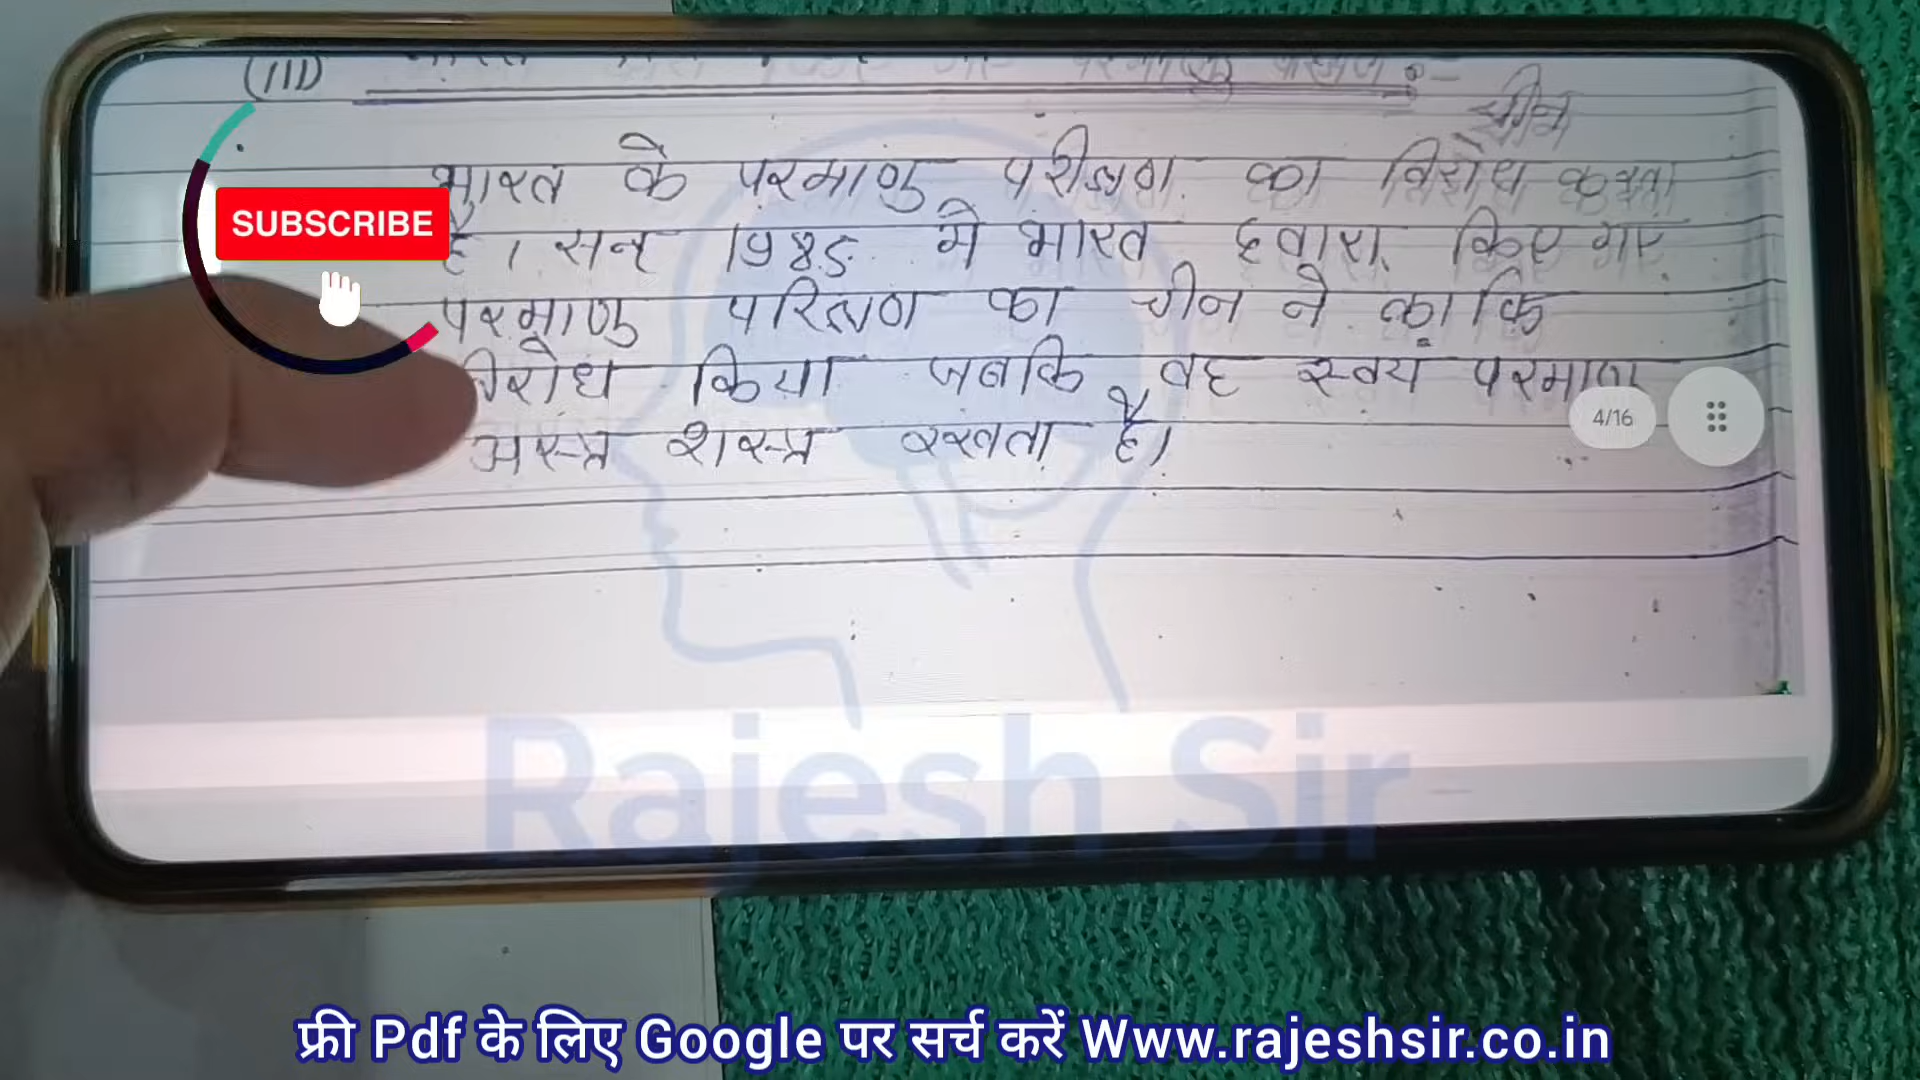 (III)
चीन
भारत के परमाणु परीक्षण का विरोध करता
है। सन् में भारत द्वारा किए गए
परमाणु परिक्षण का चीन ने काफि
विरोध किया जबकि वह स्वयं परमाणु
अस्त्र शस्त्र रखता है।
SUBSCRIBE
4/16
Rajesh Sir
फ्री Pdf के लिए Google पर सर्च करें Www.rajeshsir.co.in